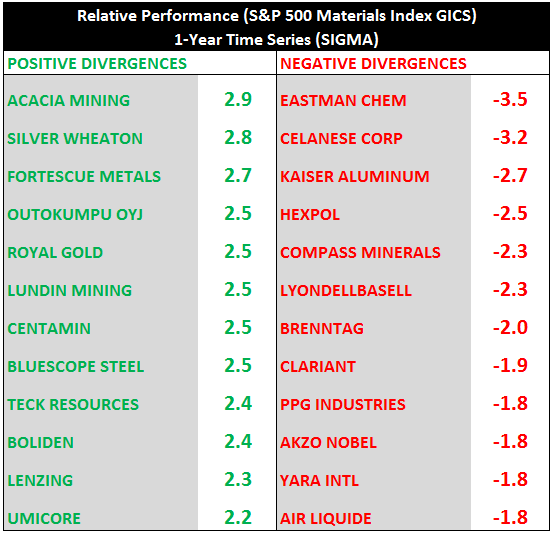 Relative Performance (S&P 500 Materials Index GICS)
1-Year Time Series (SIGMA)
POSITIVE DIVERGENCES NEGATIVE DIVERGENCES
ACACIA MINING 2.9 EASTMAN CHEM -3.5
SILVER WHEATON 2.8 CELANESE CORP -3.2
FORTESCUE METALS 2.7 KAISER ALUMINUM -2.7
OUTOKUMPU OYJ 2.5 HEXPOL -2.5
ROYAL GOLD 2.5 COMPASS MINERALS -2.3
LUNDIN MINING 2.5 LYONDELLBASELL -2.3
CENTAMIN 2.5 BRENNTAG -2.0
BLUESCOPE STEEL 2.5 CLARIANT -1.9
TECK RESOURCES 2.4 PPG INDUSTRIES -1.8
BOLIDEN 2.4 AKZO NOBEL -1.8
LENZING 2.3 YARA INTL -1.8
UMICORE 2.2 AIR LIQUIDE -1.8